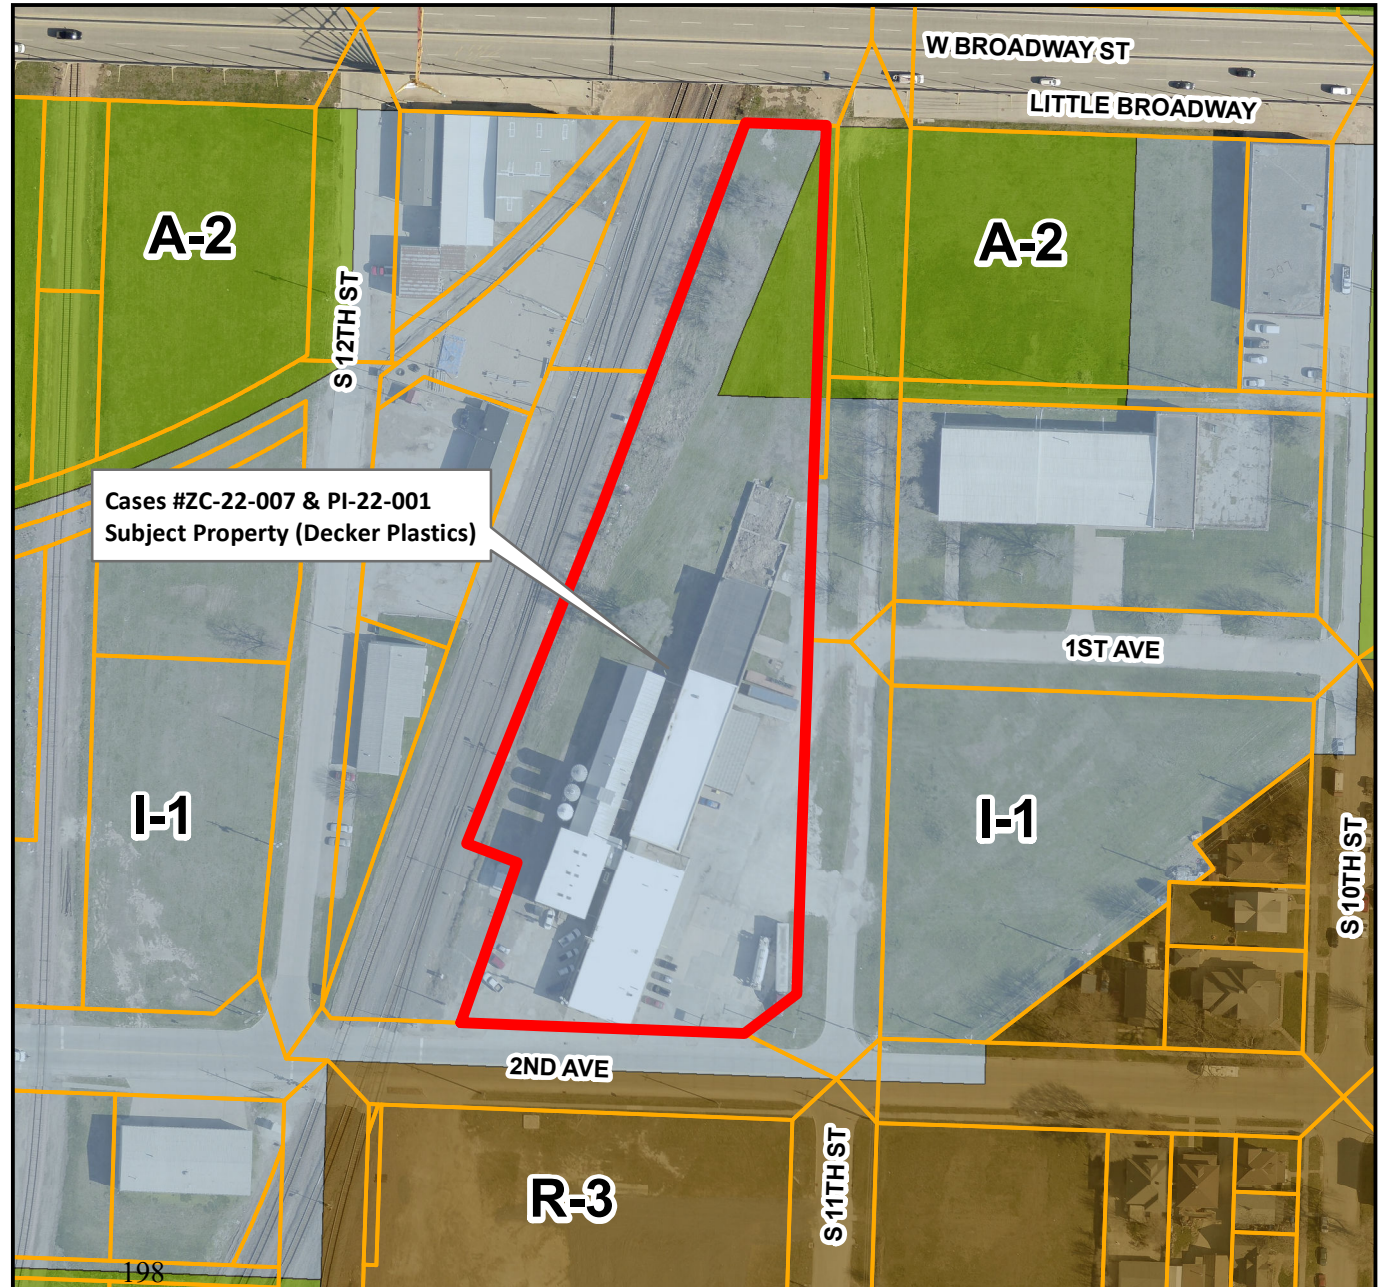 W BROADWAY ST
LITTLE BROADWAY
A-2
A-2
S 12TH ST
Cases #ZC-22-007 & PI-22-001
Subject Property (Decker Plastics)
1ST AVE
I-1
I-1
S 10TH ST
2ND AVE
S 11TH ST
R-3
198